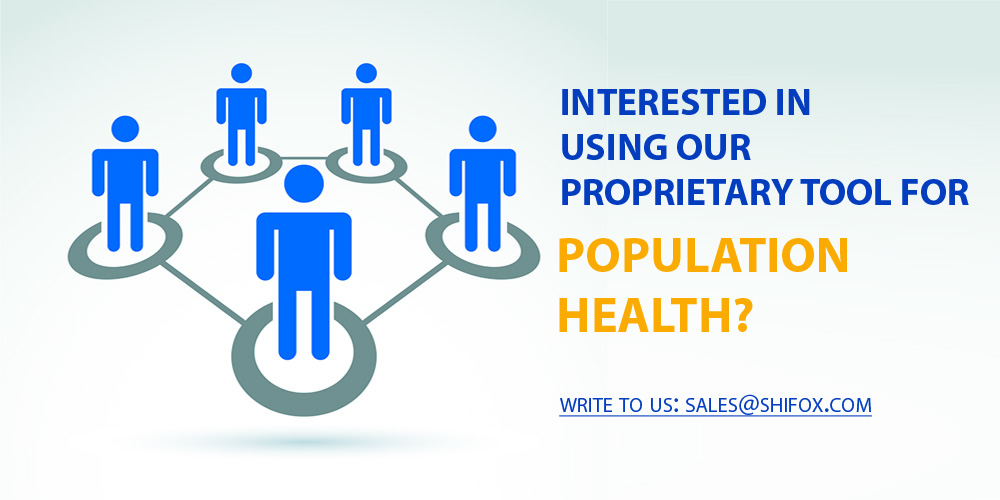 INTERESTED IN
USING OUR
PROPRIETARY TOOL FOR
POPULATION
HEALTH?
WRITE TO US: SALES@SHIFOX.COM